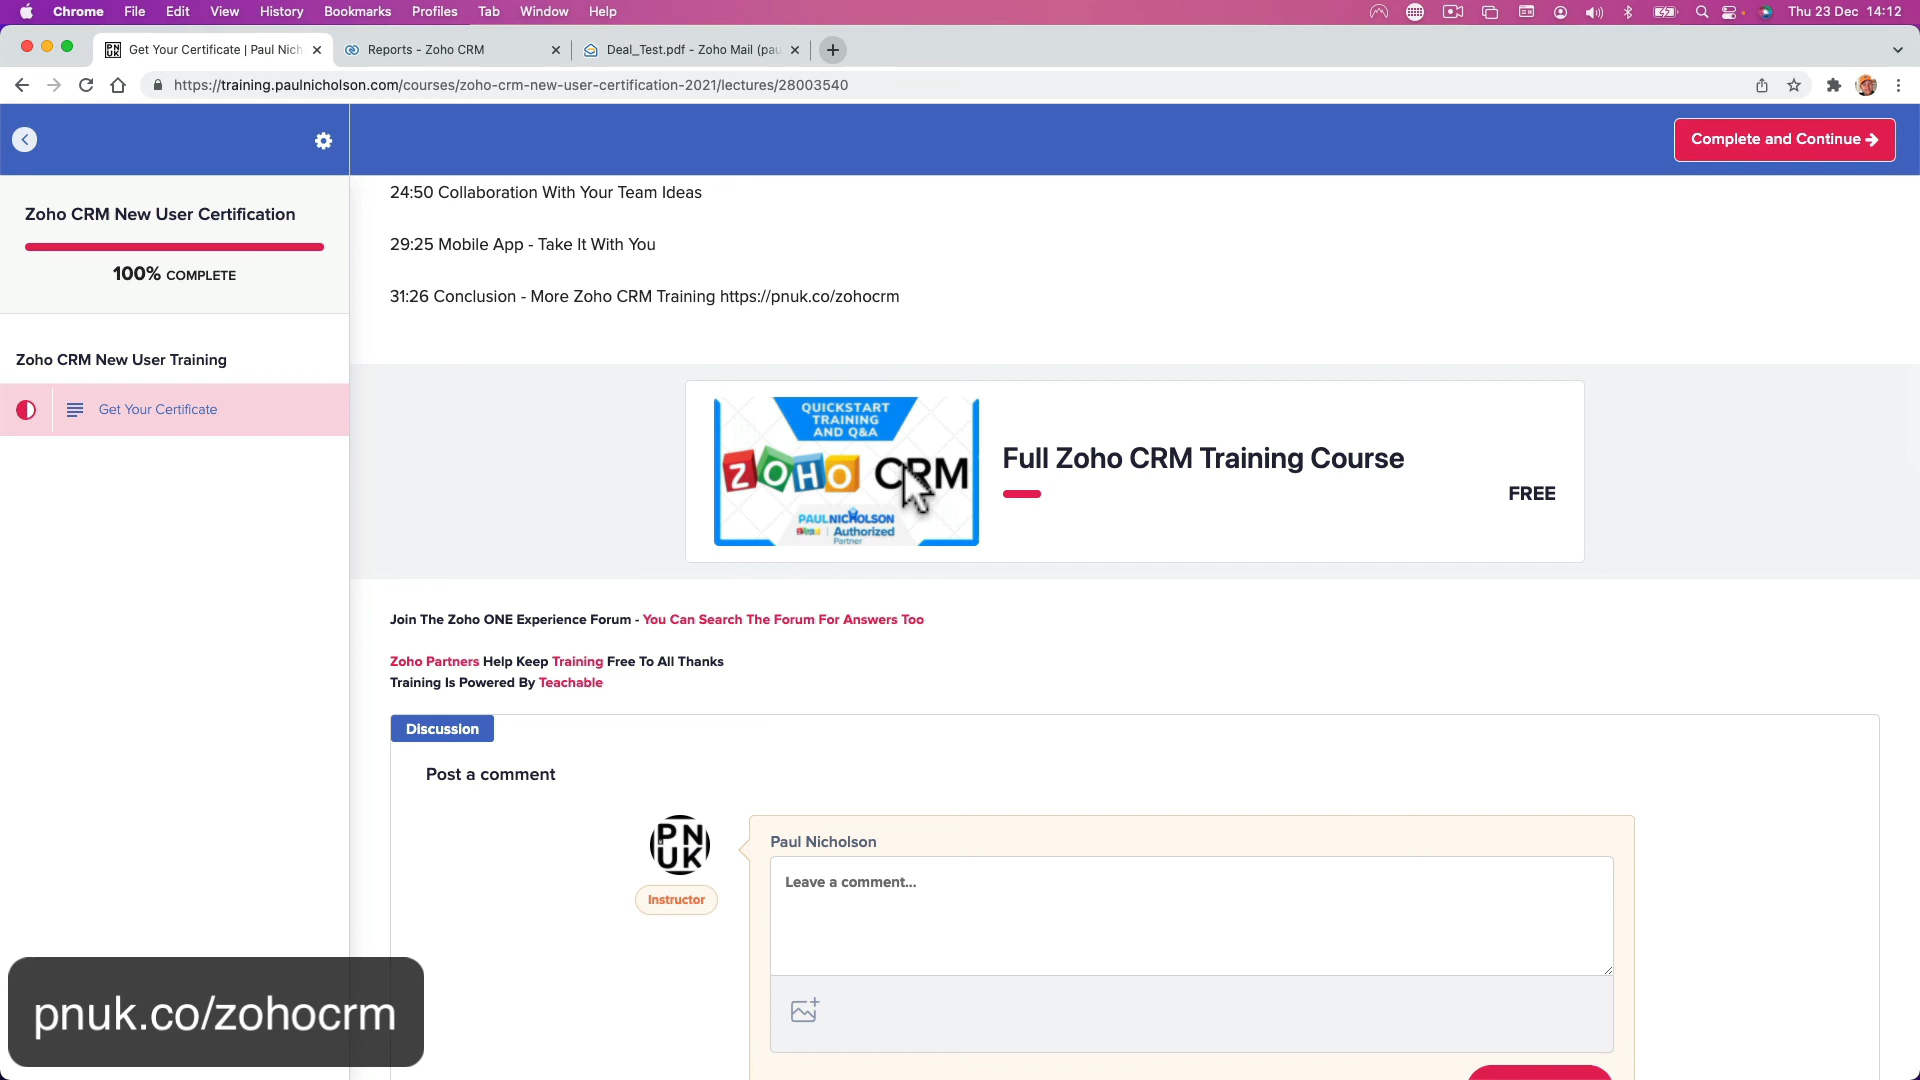 Chrome File Edit View History Bookmarks Profiles Tab Window Help Thu 23 Dec 14:12
Get Your Certificate | Paul Nich
Reports - Zoho CRM
Deal_Test.pdf - Zoho Mail (pau
https://training.paulnicholson.com/courses/zoho-crm-new-user-certification-2021/lectures/28003540
Complete and Continue →
Zoho CRM New User Certification
100% COMPLETE
Zoho CRM New User Training
Get Your Certificate
24:50 Collaboration With Your Team Ideas
29:25 Mobile App - Take It With You
31:26 Conclusion - More Zoho CRM Training https://pnuk.co/zohocrm
QUICKSTART
TRAINING
AND Q&A
ZOHO CRM
PAUL NICHOLSON
ZOHO | Authorized
Partner
Full Zoho CRM Training Course
FREE
Join The Zoho ONE Experience Forum - You Can Search The Forum For Answers Too
Zoho Partners Help Keep Training Free To All Thanks
Training Is Powered By Teachable
Discussion
Post a comment
PN
UK
Instructor
Paul Nicholson
Leave a comment...
pnuk.co/zohocrm